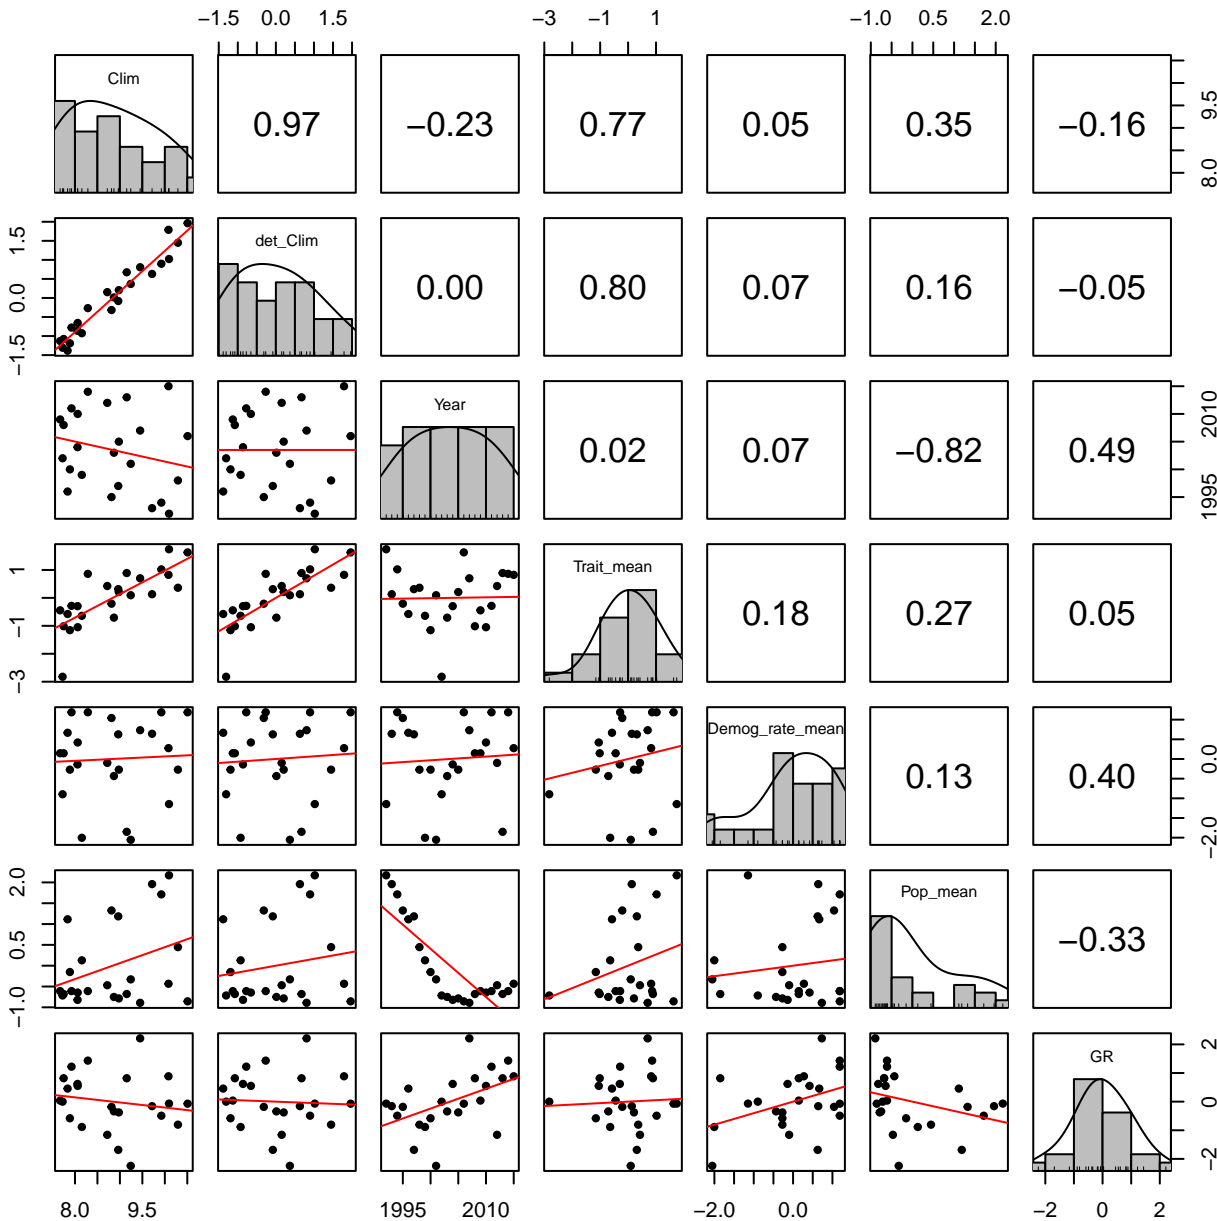 −1.5 0.0 1.5 −3 −1 1 −1.0 0.5 2.0
Clim
0.97 −0.23 0.77 0.05 0.35 −0.16
8.0 9.5
−1.5 0.0 1.5
det_Clim
0.00 0.80 0.07 0.16 −0.05
Year
0.02 0.07 −0.82 0.49
1995 2010
−3 −1 1
Trait_mean
0.18 0.27 0.05
Demog_rate_mean
0.13 0.40
−2.0 0.0
−1.0 0.5 2.0
Pop_mean
−0.33
GR
−2 0 2
8.0 9.5 1995 2010 −2.0 0.0 −2 0 2